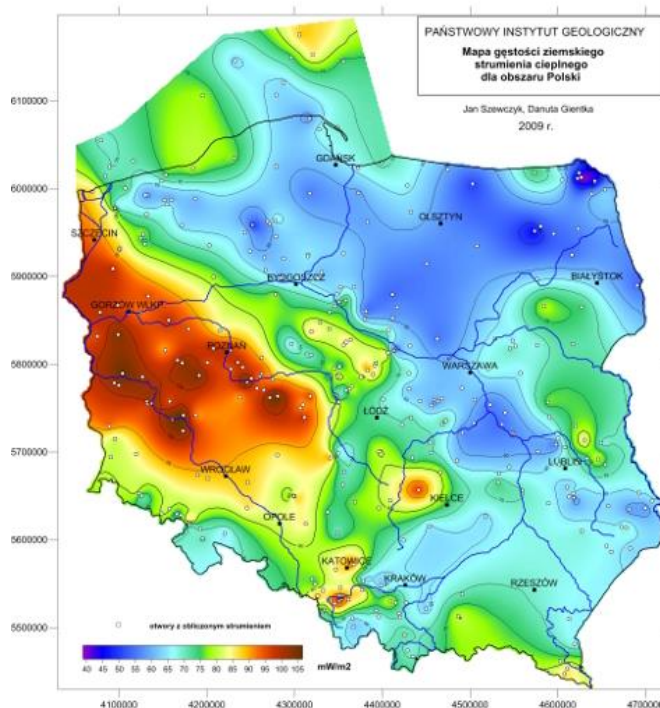 PAŃSTWOWY INSTYTUT GEOLOGICZNY
Mapa gęstości ziemskiego
strumienia cieplnego
dla obszaru Polski
Jan Szewczyk, Danuta Gientka
2009 r.
6100000
GDAŃSK
6000000
SZCZECIN
OLSZTYN
5900000
BYDGOSZCZ
BIAŁYSTOK
GORZÓW WLKP
POZNAŃ
5800000
WARSZAWA
ŁÓDŹ
5700000
WROCŁAW
LUBLIN
KIELCE
5600000
OPOLE
KATOWICE
KRAKÓW
RZESZÓW
5500000
otwory z obliczonym strumieniem
40 45 50 55 60 65 70 75 80 85 90 95 100 105
mW/m2
4100000 4200000 4300000 4400000 4500000 4600000